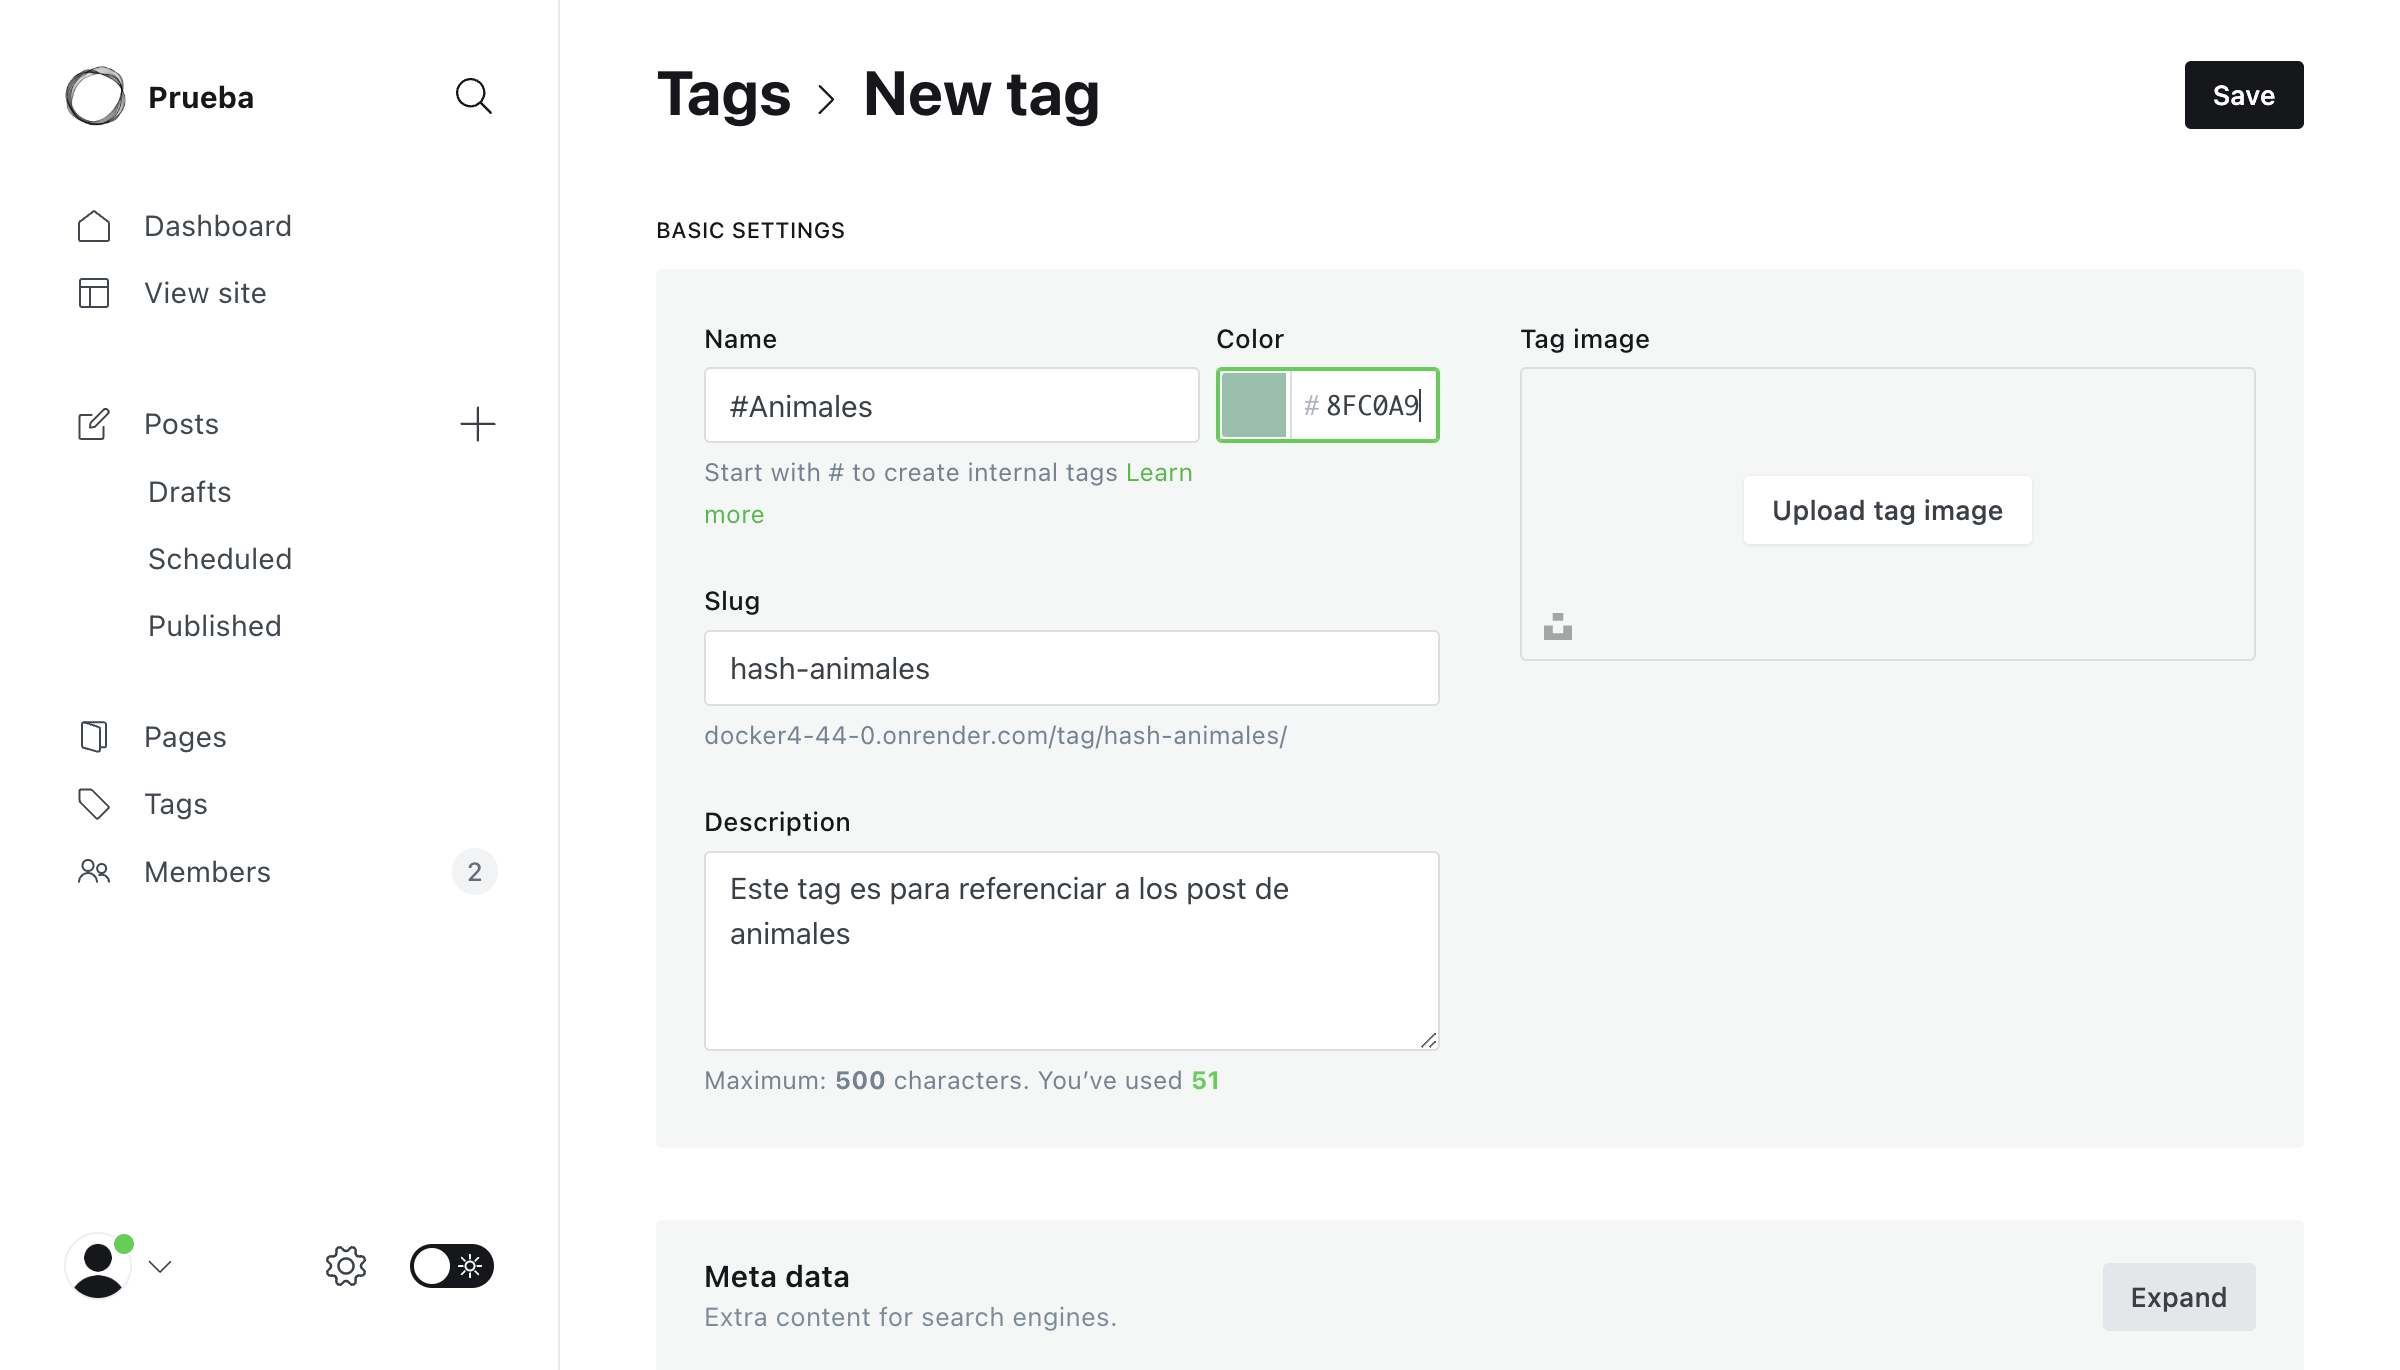 Prueba
Dashboard
View site
Posts
Drafts
Scheduled
Published
Pages
Tags
Members
2
Tags > New tag
Save
BASIC SETTINGS
Name
#Animales
Start with # to create internal tags Learn
more
Color
# 8FC0A9
Slug
hash-animales
docker4-44-0.onrender.com/tag/hash-animales/
Description
Este tag es para referenciar a los post de
animales
Maximum: 500 characters. You’ve used 51
Tag image
Upload tag image
Meta data
Extra content for search engines.
Expand